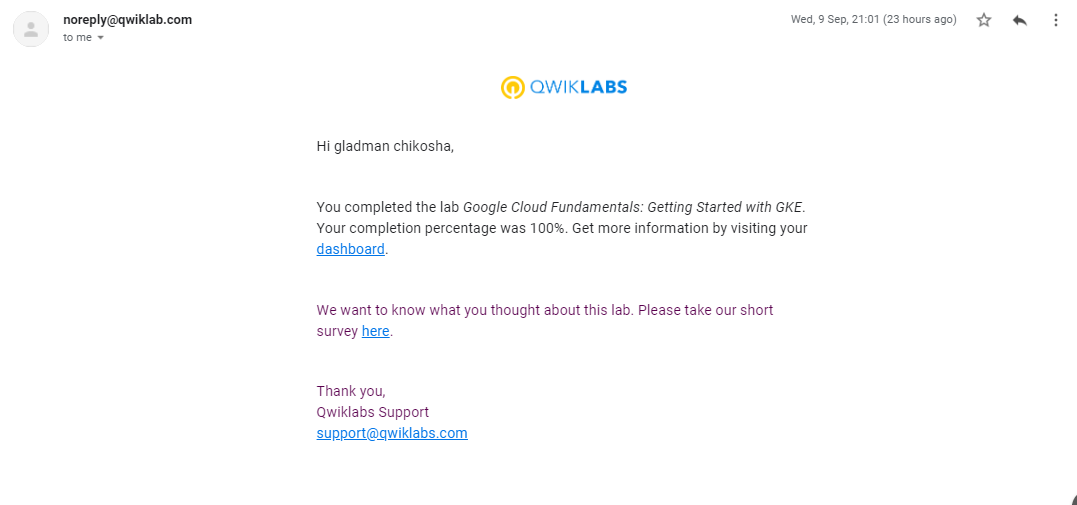 noreply@qwiklab.com
Wed, 9 Sep, 21:01 (23 hours ago)
to me
QWIKLABS
Hi gladman chikosha,
You completed the lab Google Cloud Fundamentals: Getting Started with GKE.
Your completion percentage was 100%. Get more information by visiting your
dashboard.
We want to know what you thought about this lab. Please take our short
survey here.
Thank you,
Qwiklabs Support
support@qwiklabs.com